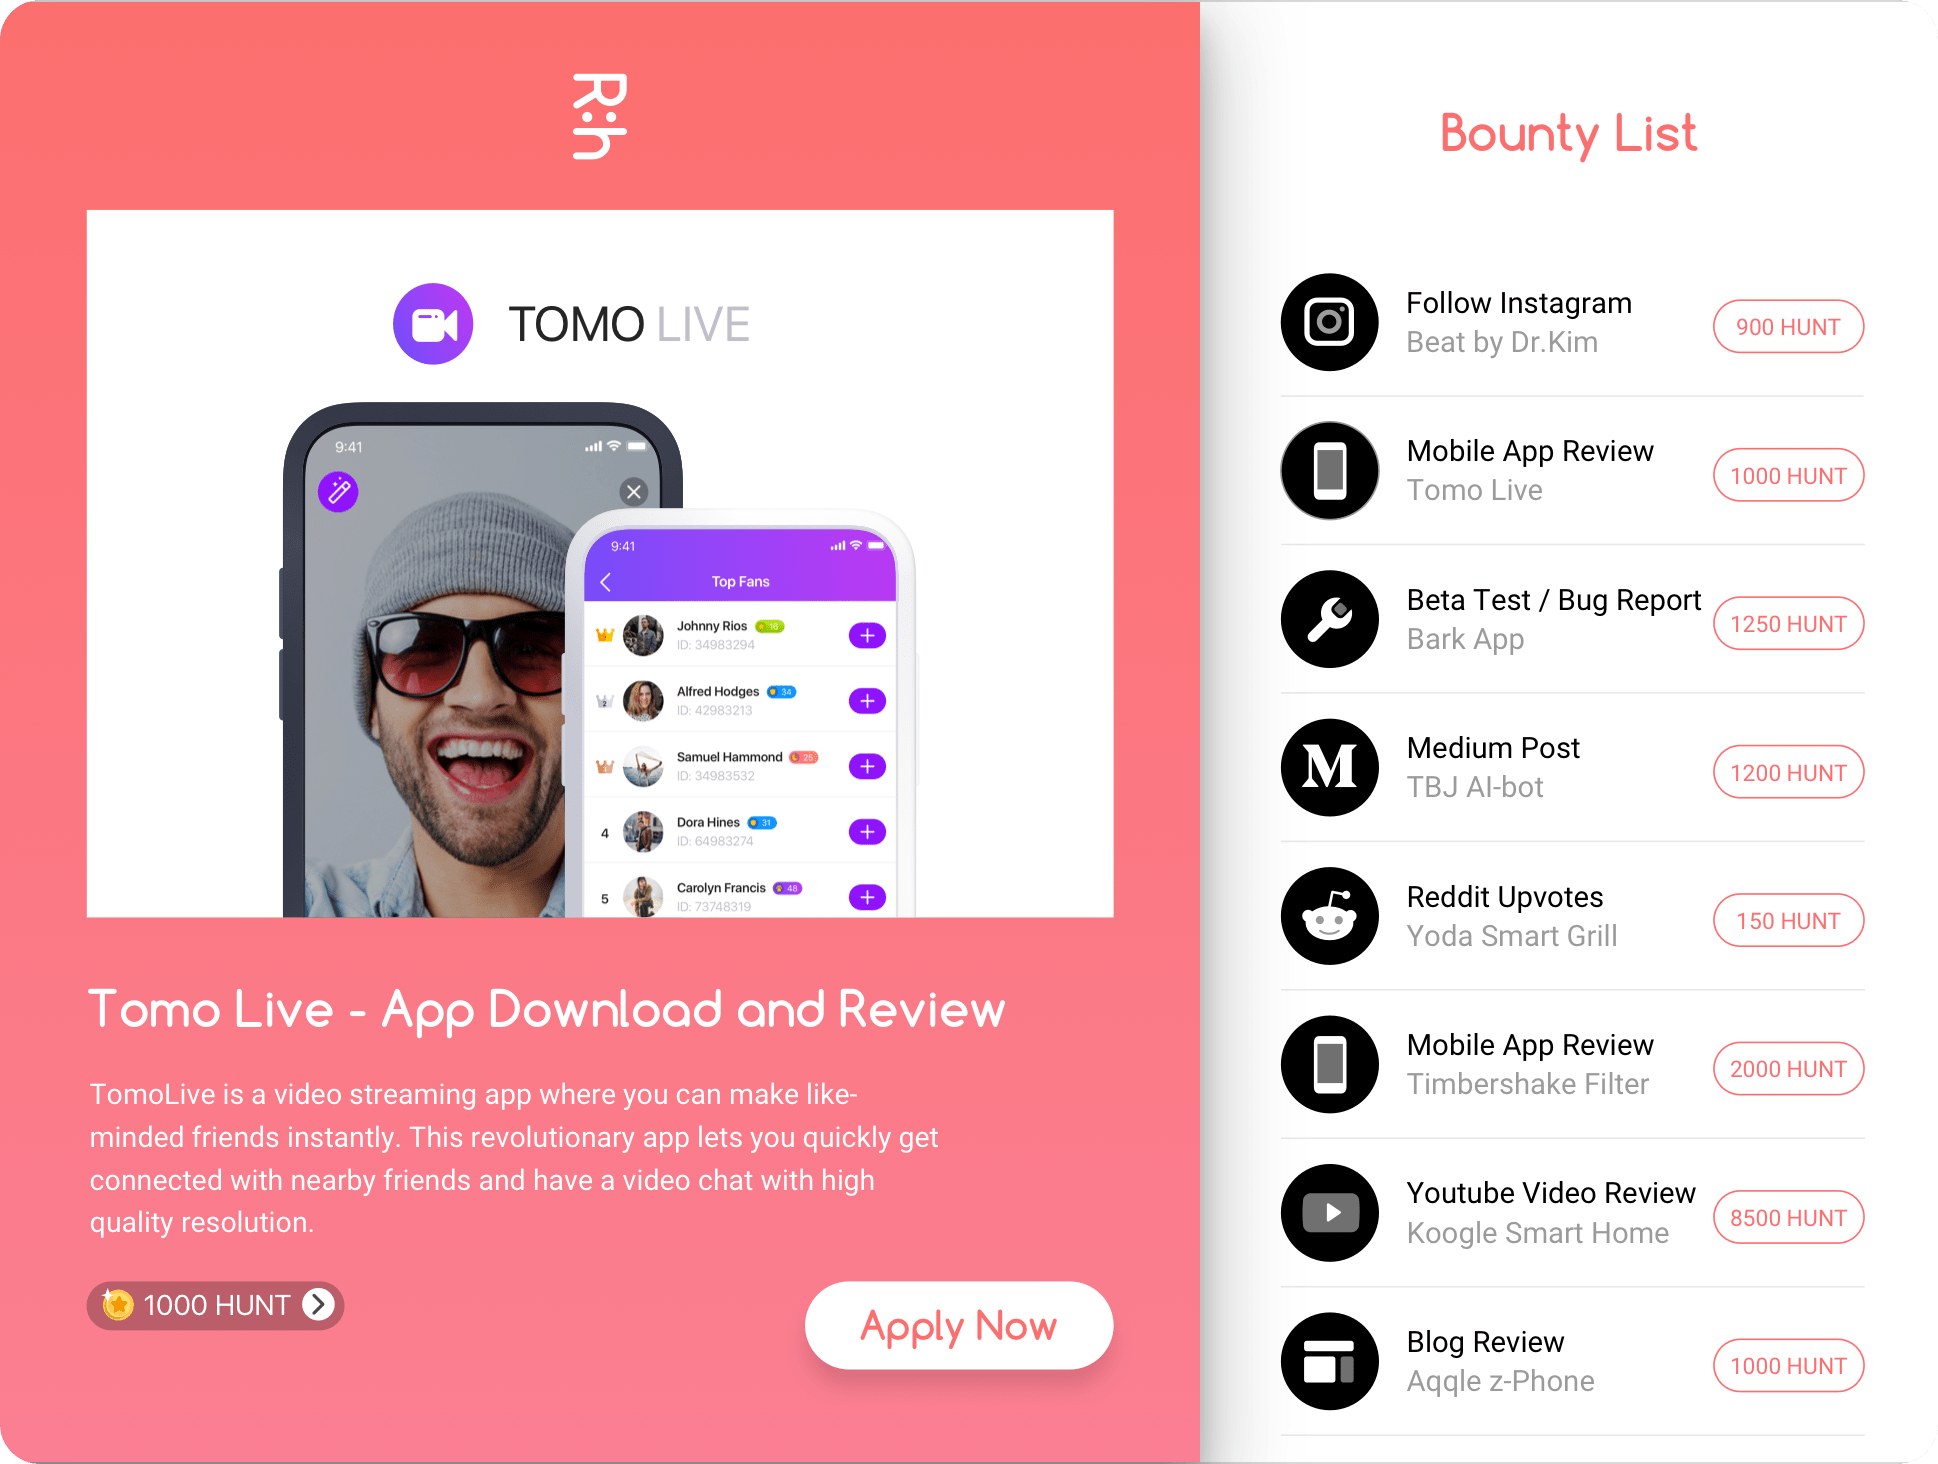 R:h
TOMO LIVE
9:41
9:41
Top Fans
Johnny Rios 16
ID: 34983294
2
Alfred Hodges 34
ID: 42983213
Samuel Hammond 25
ID: 34983532
4
Dora Hines 31
ID: 64983274
5
Carolyn Francis 48
ID: 73748319
Tomo Live - App Download and Review
TomoLive is a video streaming app where you can make like-
minded friends instantly. This revolutionary app lets you quickly get
connected with nearby friends and have a video chat with high
quality resolution.
1000 HUNT
Apply Now
Bounty List
Follow Instagram
Beat by Dr.Kim
900 HUNT
Mobile App Review
Tomo Live
1000 HUNT
Beta Test / Bug Report
Bark App
1250 HUNT
M
Medium Post
TBJ AI-bot
1200 HUNT
Reddit Upvotes
Yoda Smart Grill
150 HUNT
Mobile App Review
Timbershake Filter
2000 HUNT
Youtube Video Review
Koogle Smart Home
8500 HUNT
Blog Review
Aqqle z-Phone
1000 HUNT